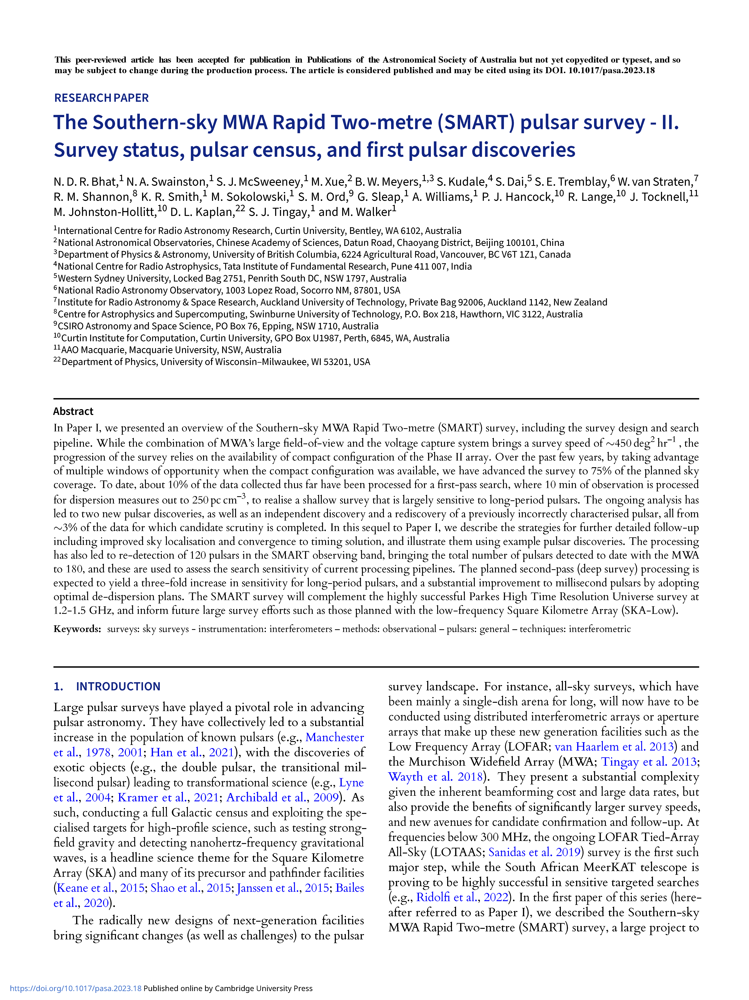 This peer-reviewed article has been accepted for publication in Publications of the Astronomical Society of Australia but not yet copyedited or typeset, and so
may be subject to change during the production process. The article is considered published and may be cited using its DOI. 10.1017/pasa.2023.18
RESEARCH PAPER
The Southern-sky MWA Rapid Two-metre (SMART) pulsar survey - II.
Survey status, pulsar census, and first pulsar discoveries
N. D. R. Bhat,¹ N. A. Swainston,¹ S. J. McSweeney,¹ M. Xue,² B. W. Meyers,¹,³ S. Kudale,⁴ S. Dai,⁵ S. E. Tremblay,⁶ W. van Straten,⁷
R. M. Shannon,⁸ K. R. Smith,¹ M. Sokolowski,¹ S. M. Ord,⁹ G. Sleap,¹ A. Williams,¹ P. J. Hancock,¹⁰ R. Lange,¹⁰ J. Tocknell,¹¹
M. Johnston-Hollitt,¹⁰ D. L. Kaplan,²² S. J. Tingay,¹ and M. Walker¹
¹International Centre for Radio Astronomy Research, Curtin University, Bentley, WA 6102, Australia
²National Astronomical Observatories, Chinese Academy of Sciences, Datun Road, Chaoyang District, Beijing 100101, China
³Department of Physics & Astronomy, University of British Columbia, 6224 Agricultural Road, Vancouver, BC V6T 1Z1, Canada
⁴National Centre for Radio Astrophysics, Tata Institute of Fundamental Research, Pune 411 007, India
⁵Western Sydney University, Locked Bag 2751, Penrith South DC, NSW 1797, Australia
⁶National Radio Astronomy Observatory, 1003 Lopez Road, Socorro NM, 87801, USA
⁷Institute for Radio Astronomy & Space Research, Auckland University of Technology, Private Bag 92006, Auckland 1142, New Zealand
⁸Centre for Astrophysics and Supercomputing, Swinburne University of Technology, P.O. Box 218, Hawthorn, VIC 3122, Australia
⁹CSIRO Astronomy and Space Science, PO Box 76, Epping, NSW 1710, Australia
¹⁰Curtin Institute for Computation, Curtin University, GPO Box U1987, Perth, 6845, WA, Australia
¹¹AAO Macquarie, Macquarie University, NSW, Australia
²²Department of Physics, University of Wisconsin–Milwaukee, WI 53201, USA
Abstract
In Paper I, we presented an overview of the Southern-sky MWA Rapid Two-metre (SMART) survey, including the survey design and search
pipeline. While the combination of MWA's large field-of-view and the voltage capture system brings a survey speed of ~450 deg² hr⁻¹ , the
progression of the survey relies on the availability of compact configuration of the Phase II array. Over the past few years, by taking advantage
of multiple windows of opportunity when the compact configuration was available, we have advanced the survey to 75% of the planned sky
coverage. To date, about 10% of the data collected thus far have been processed for a first-pass search, where 10 min of observation is processed
for dispersion measures out to 250 pc cm⁻³, to realise a shallow survey that is largely sensitive to long-period pulsars. The ongoing analysis has
led to two new pulsar discoveries, as well as an independent discovery and a rediscovery of a previously incorrectly characterised pulsar, all from
~3% of the data for which candidate scrutiny is completed. In this sequel to Paper I, we describe the strategies for further detailed follow-up
including improved sky localisation and convergence to timing solution, and illustrate them using example pulsar discoveries. The processing
has also led to re-detection of 120 pulsars in the SMART observing band, bringing the total number of pulsars detected to date with the MWA
to 180, and these are used to assess the search sensitivity of current processing pipelines. The planned second-pass (deep survey) processing is
expected to yield a three-fold increase in sensitivity for long-period pulsars, and a substantial improvement to millisecond pulsars by adopting
optimal de-dispersion plans. The SMART survey will complement the highly successful Parkes High Time Resolution Universe survey at
1.2-1.5 GHz, and inform future large survey efforts such as those planned with the low-frequency Square Kilometre Array (SKA-Low).
Keywords: surveys: sky surveys - instrumentation: interferometers – methods: observational – pulsars: general – techniques: interferometric
1. INTRODUCTION
Large pulsar surveys have played a pivotal role in advancing
pulsar astronomy. They have collectively led to a substantial
increase in the population of known pulsars (e.g., Manchester
et al., 1978, 2001; Han et al., 2021), with the discoveries of
exotic objects (e.g., the double pulsar, the transitional mil-
lisecond pulsar) leading to transformational science (e.g., Lyne
et al., 2004; Kramer et al., 2021; Archibald et al., 2009). As
such, conducting a full Galactic census and exploiting the spe-
cialised targets for high-profile science, such as testing strong-
field gravity and detecting nanohertz-frequency gravitational
waves, is a headline science theme for the Square Kilometre
Array (SKA) and many of its precursor and pathfinder facilities
(Keane et al., 2015; Shao et al., 2015; Janssen et al., 2015; Bailes
et al., 2020).
The radically new designs of next-generation facilities
bring significant changes (as well as challenges) to the pulsar
survey landscape. For instance, all-sky surveys, which have
been mainly a single-dish arena for long, will now have to be
conducted using distributed interferometric arrays or aperture
arrays that make up these new generation facilities such as the
Low Frequency Array (LOFAR; van Haarlem et al. 2013) and
the Murchison Widefield Array (MWA; Tingay et al. 2013;
Wayth et al. 2018). They present a substantial complexity
given the inherent beamforming cost and large data rates, but
also provide the benefits of significantly larger survey speeds,
and new avenues for candidate confirmation and follow-up. At
frequencies below 300 MHz, the ongoing LOFAR Tied-Array
All-Sky (LOTAAS; Sanidas et al. 2019) survey is the first such
major step, while the South African MeerKAT telescope is
proving to be highly successful in sensitive targeted searches
(e.g., Ridolfi et al., 2022). In the first paper of this series (here-
after referred to as Paper I), we described the Southern-sky
MWA Rapid Two-metre (SMART) survey, a large project to
https://doi.org/10.1017/pasa.2023.18 Published online by Cambridge University Press